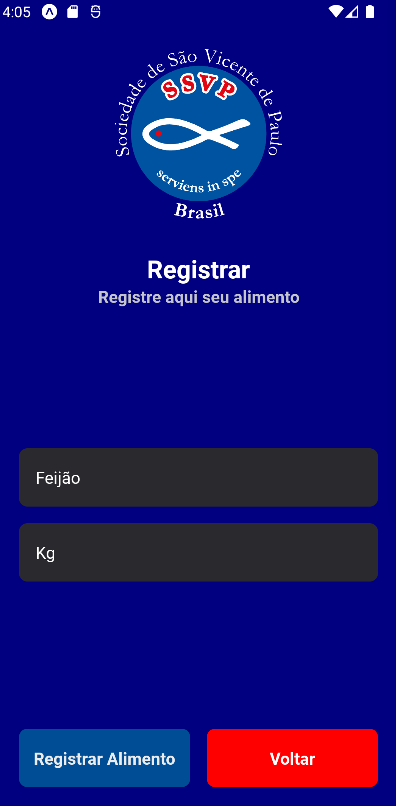 4:05
Sociedade de São Vicente de Paulo
SSVP
serviens in spe
Brasil
Registrar
Registre aqui seu alimento
Feijão
Kg
Registrar Alimento
Voltar